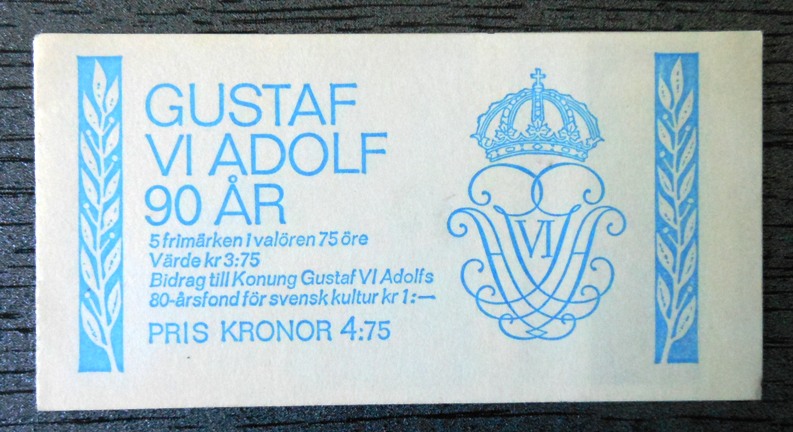 GUSTAF
VI ADOLF
90 ÅR
5 frimärken i valören 75 öre
Värde kr 3:75
Bidrag till Konung Gustaf VI Adolfs
80-årsfond för svensk kultur kr 1:—
PRIS KRONOR 4:75
VI